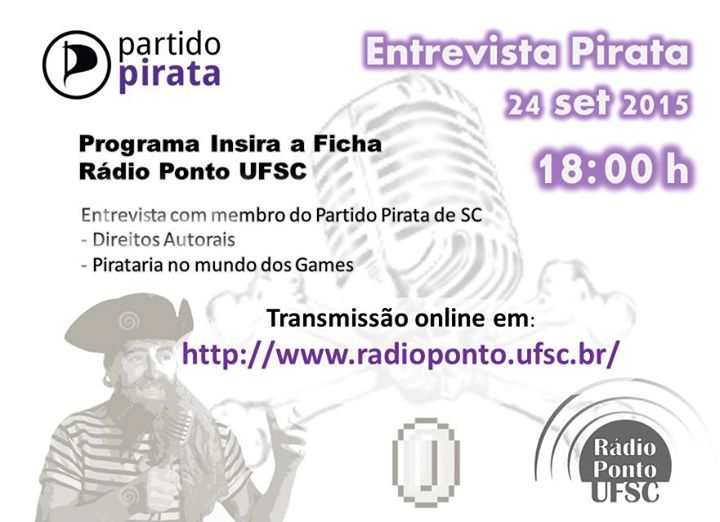 partido
pirata
Entrevista Pirata
24 set 2015
18:00 h
Programa Insira a Ficha
Rádio Ponto UFSC
Entrevista com membro do Partido Pirata de SC
- Direitos Autorais
- Pirataria no mundo dos Games
Transmissão online em:
http://www.radioponto.ufsc.br/
Rádio
Ponto
UFSC